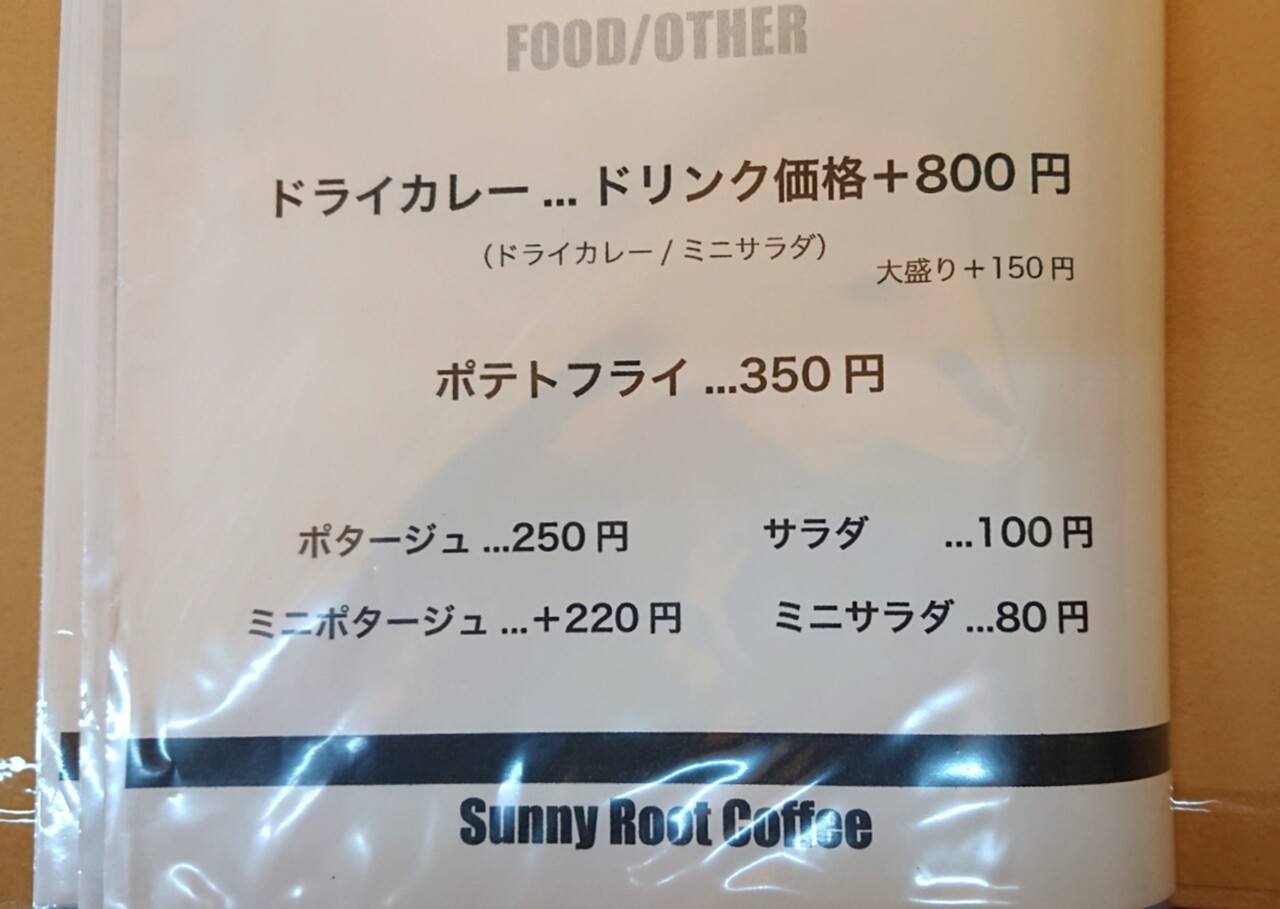 FOOD/OTHER
ドライカレー ... ドリンク価格＋800 円
（ドライカレー / ミニサラダ）
大盛り＋150 円
ポテトフライ ...350 円
ポタージュ ...250 円
サラダ ...100 円
ミニポタージュ ...＋220 円
ミニサラダ ...80 円
Sunny Root Coffee